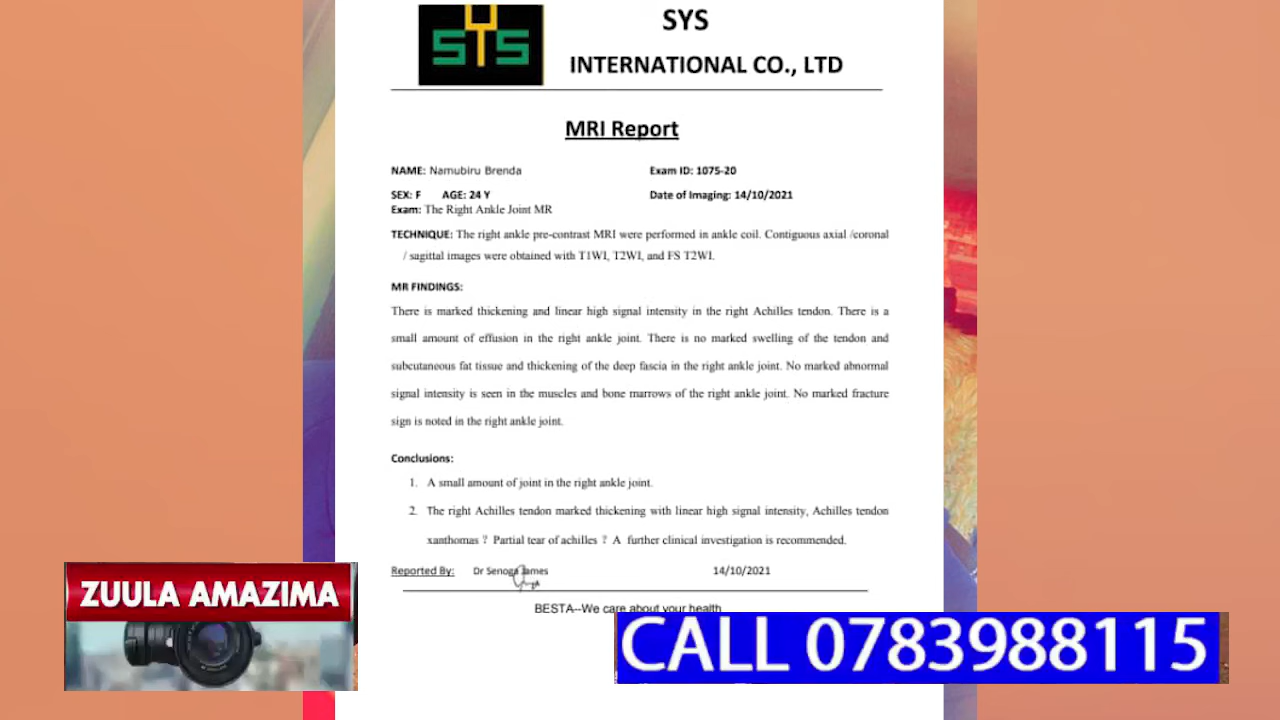 SYS
SYS
INTERNATIONAL CO., LTD
MRI Report
NAME: Namubiru Brenda Exam ID: 1075-20
SEX: F AGE: 24 Y Date of Imaging: 14/10/2021
Exam: The Right Ankle Joint MR
TECHNIQUE: The right ankle pre-contrast MRI were performed in ankle coil. Contiguous axial /coronal
/ sagittal images were obtained with T1WI, T2WI, and FS T2WI.
MR FINDINGS:
There is marked thickening and linear high signal intensity in the right Achilles tendon. There is a
small amount of effusion in the right ankle joint. There is no marked swelling of the tendon and
subcutaneous fat tissue and thickening of the deep fascia in the right ankle joint. No marked abnormal
signal intensity is seen in the muscles and bone marrows of the right ankle joint. No marked fracture
sign is noted in the right ankle joint.
Conclusions:
1. A small amount of joint in the right ankle joint.
2. The right Achilles tendon marked thickening with linear high signal intensity, Achilles tendon
xanthomas ? Partial tear of achilles ? A further clinical investigation is recommended.
Reported By: Dr Senoga James 14/10/2021
BESTA--We care about your health
ZUULA AMAZIMA
CALL 0783988115